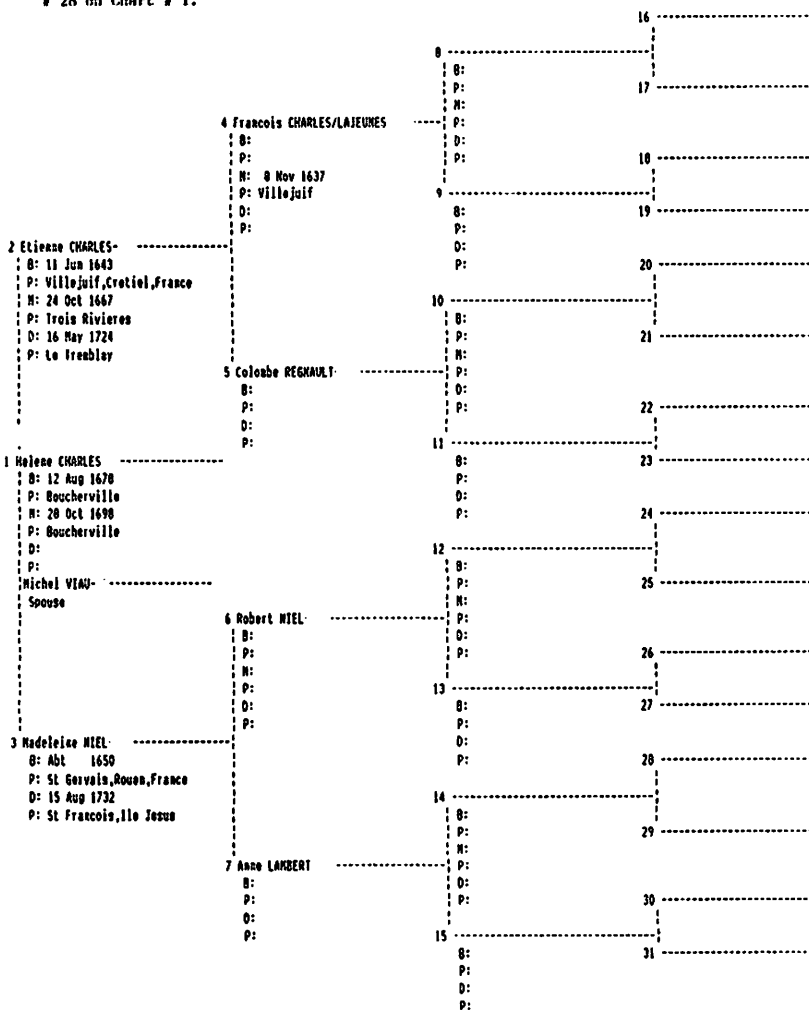 # 28 on Chart # 1.
16
8
B:
P:
M:
P:
D:
P:
17
4 Francois CHARLES/LAJEUNES
B:
P:
M: 8 Nov 1637
P: Villejuif
D:
P:
18
9
B:
P:
D:
P:
19
2 Etienne CHARLES-
B: 11 Jun 1643
P: Villejuif,Cretiel,France
M: 24 Oct 1667
P: Trois Rivieres
D: 16 May 1724
P: Le Tremblay
20
10
B:
P:
M:
P:
D:
P:
21
5 Colombe REGNAULT
B:
P:
D:
P:
22
11
B:
P:
D:
P:
23
1 Helene CHARLES
B: 12 Aug 1678
P: Boucherville
M: 20 Oct 1698
P: Boucherville
D:
P:
Michel VIAU-
Spouse
24
12
B:
P:
M:
P:
D:
P:
25
6 Robert NIEL
B:
P:
M:
P:
D:
P:
26
13
B:
P:
D:
P:
27
3 Madeleine NIEL
B: Abt 1650
P: St Gervais,Rouen,France
D: 15 Aug 1732
P: St Francois,Ile Jesus
28
14
B:
P:
M:
P:
D:
P:
29
7 Anne LAMBERT
B:
P:
D:
P:
30
15
B:
P:
D:
P:
31